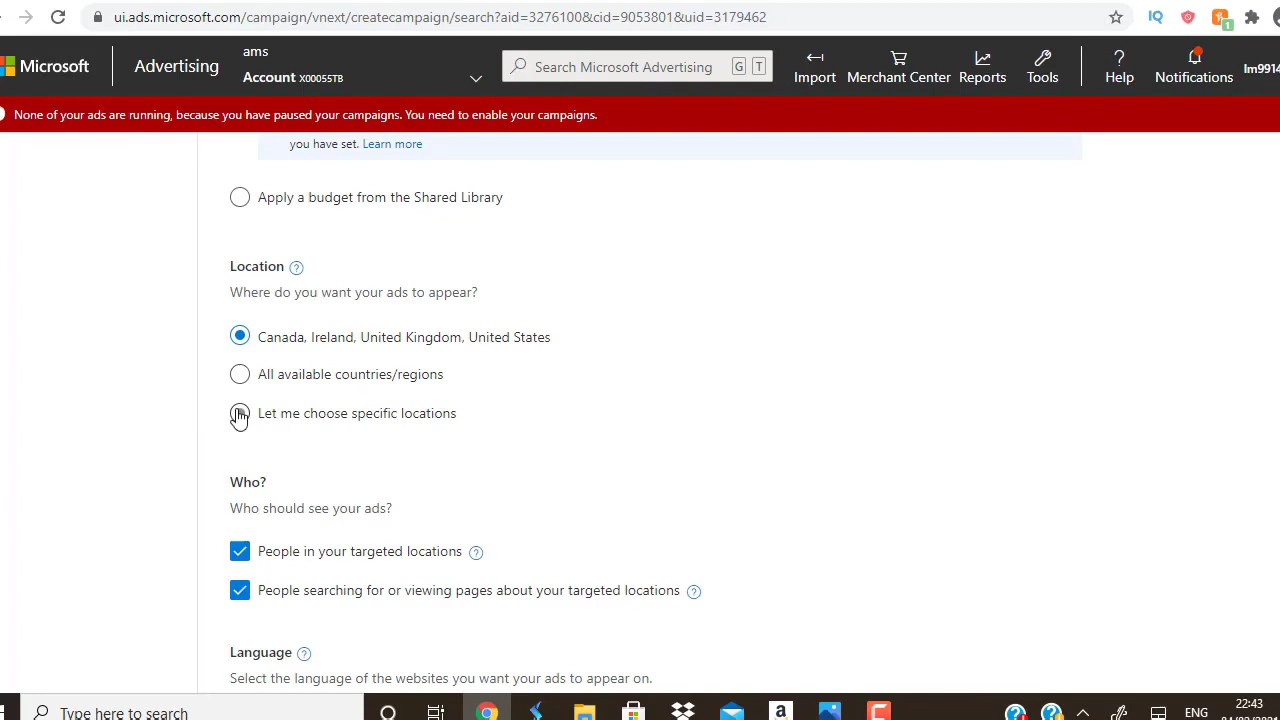 ui.ads.microsoft.com/campaign/vnext/createcampaign/search?aid=3276100&cid=9053801&uid=3179462
IQ
1
Microsoft
Advertising
ams
Account X00055TB
Search Microsoft Advertising
G
T
Import
Merchant Center
Reports
Tools
Help
Notifications
lm9914
None of your ads are running, because you have paused your campaigns. You need to enable your campaigns.
you have set. Learn more
Apply a budget from the Shared Library
Location
Where do you want your ads to appear?
Canada, Ireland, United Kingdom, United States
All available countries/regions
Let me choose specific locations
Who?
Who should see your ads?
People in your targeted locations
People searching for or viewing pages about your targeted locations
Language
Select the language of the websites you want your ads to appear on.
Type here to search
ENG
22:43